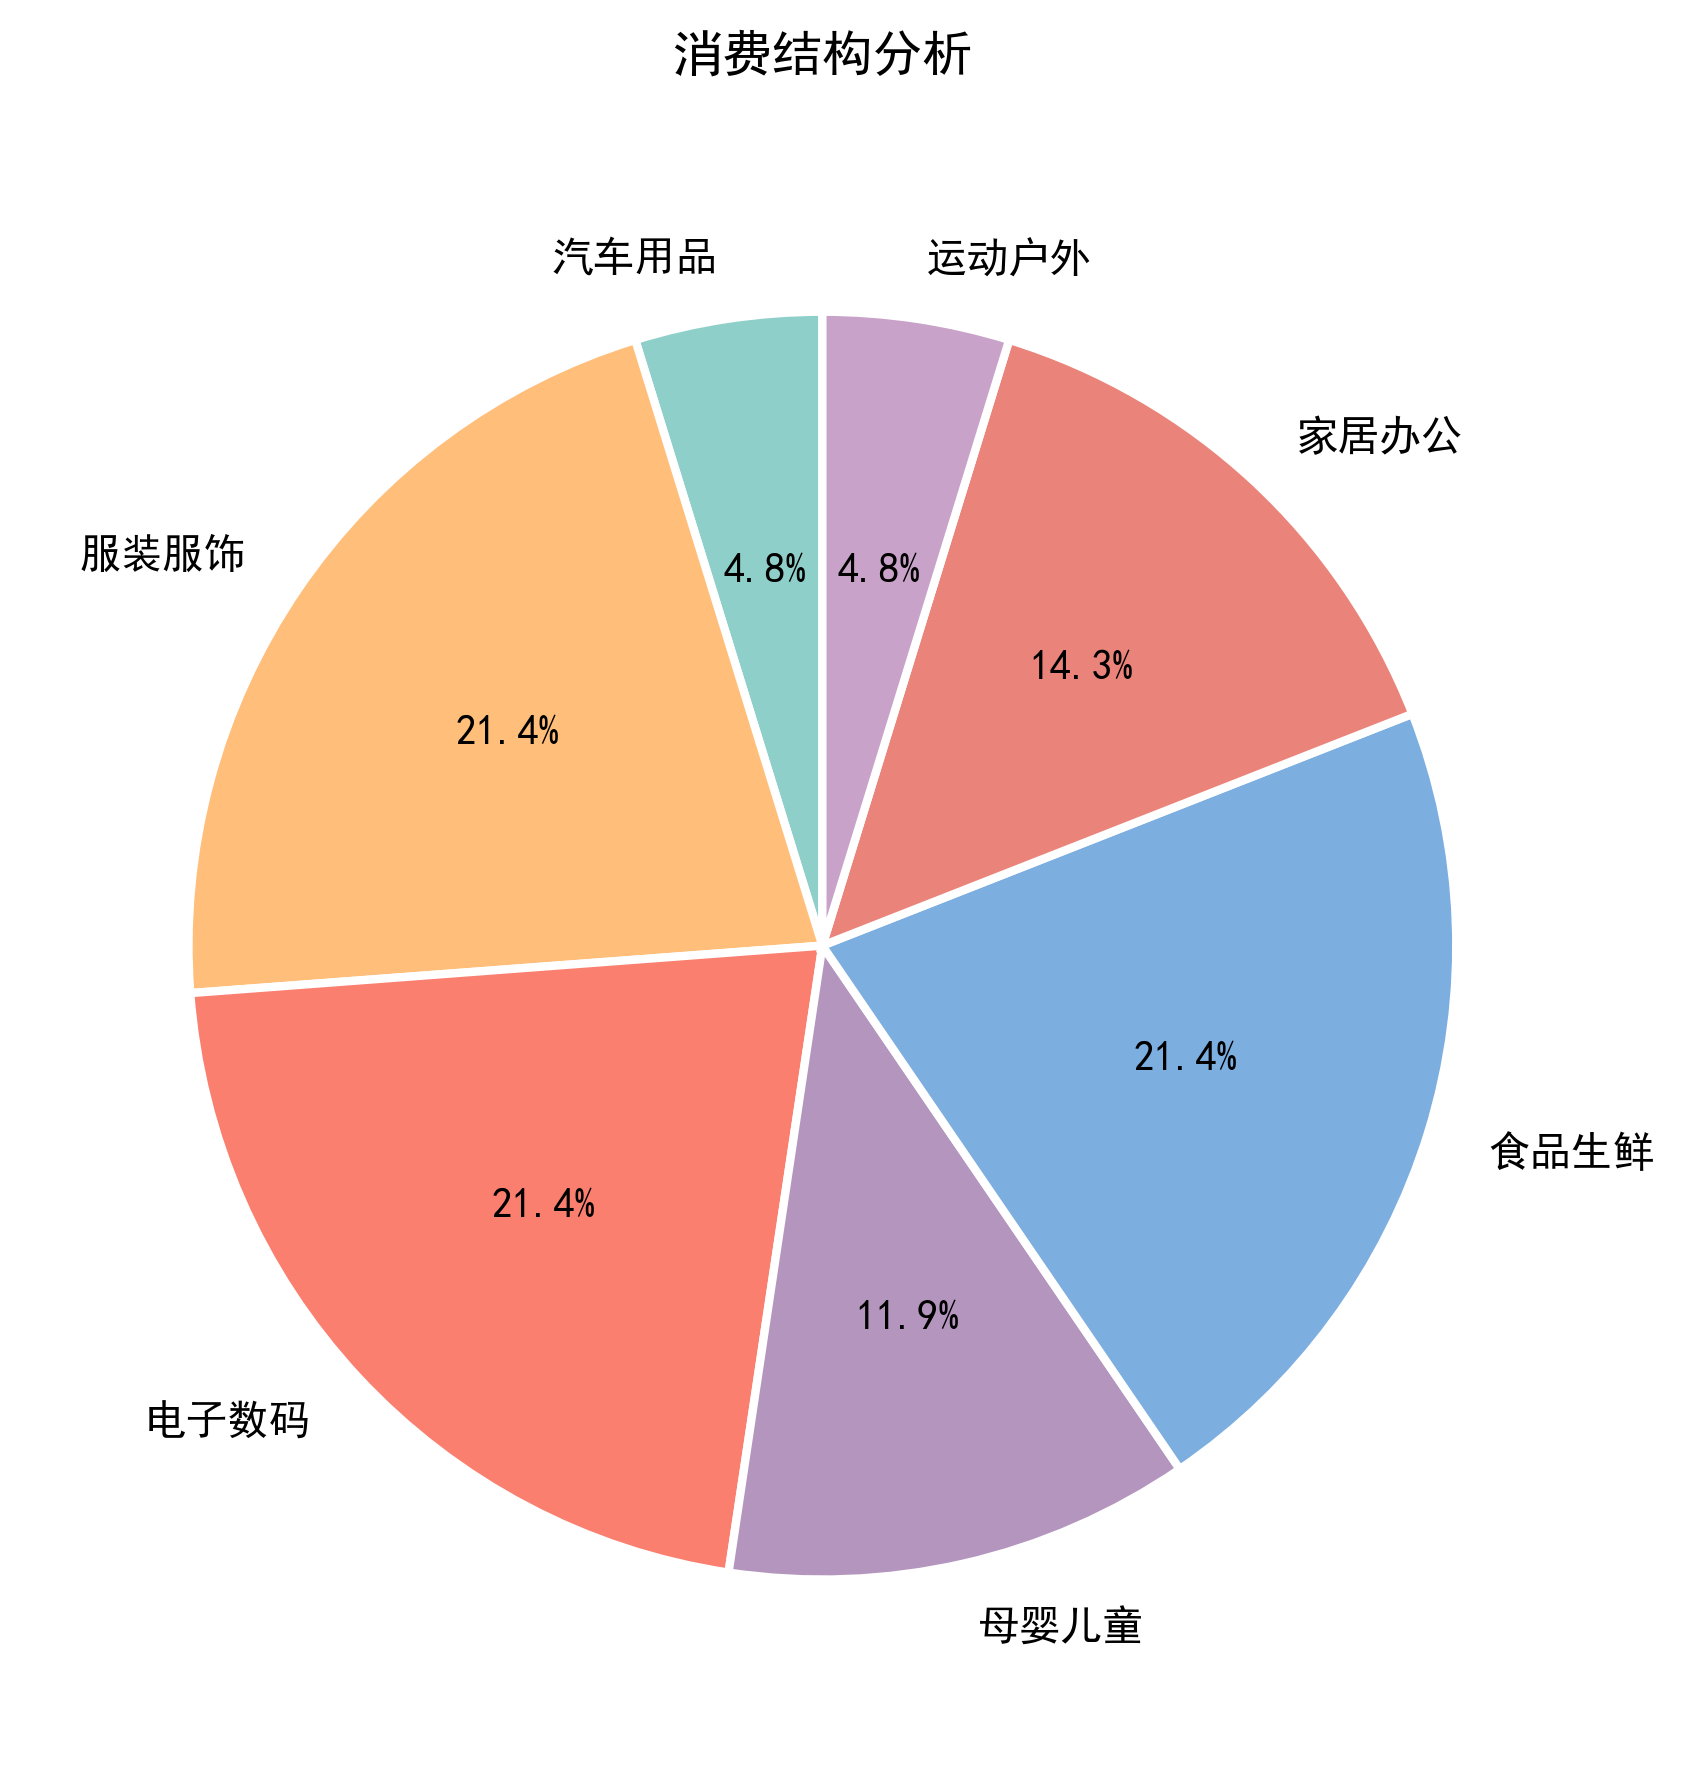 消费结构分析
汽车用品
运动户外
家居办公
服装服饰
4.8%
4.8%
14.3%
21.4%
21.4%
食品生鲜
21.4%
11.9%
电子数码
母婴儿童